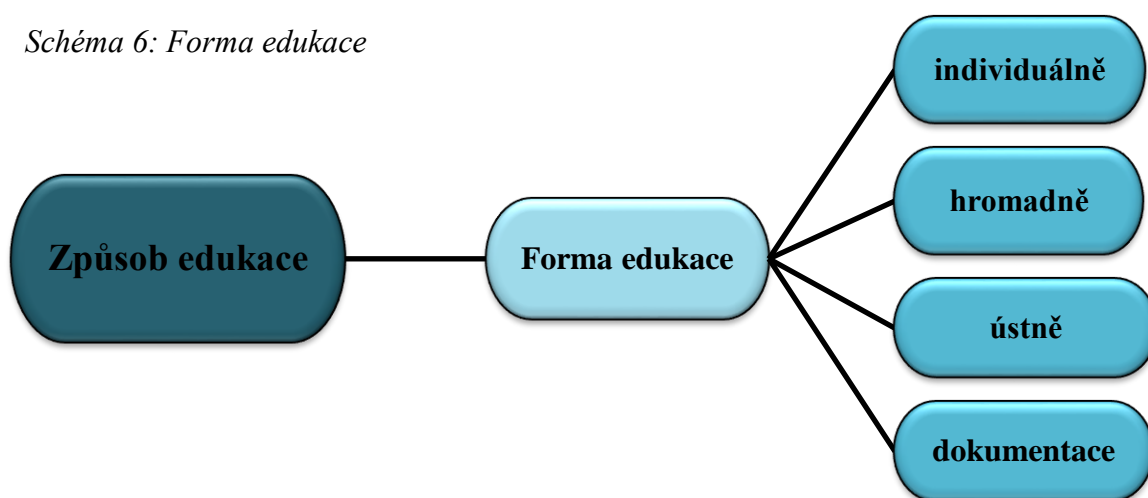 Schéma 6: Forma edukace
Způsob edukace
Forma edukace
individuálně
hromadně
ústně
dokumentace